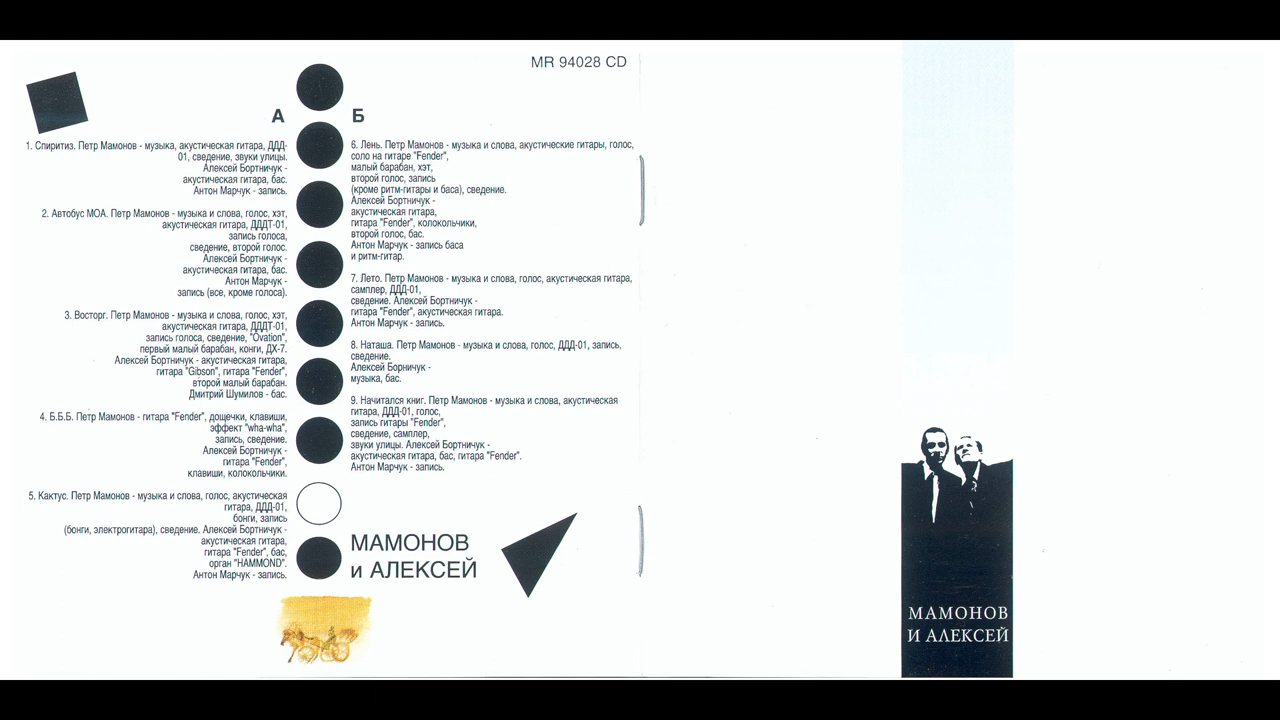 MR 94028 CD
А
1. Спиритиз. Петр Мамонов - музыка, акустическая гитара, ДДД-
01, сведение, звуки улицы.
Алексей Бортничук -
акустическая гитара, бас.
Антон Марчук - запись.
2. Автобус МОА. Петр Мамонов - музыка и слова, голос, хэт,
акустическая гитара, ДДДТ-01,
запись голоса,
сведение, второй голос.
Алексей Бортничук -
акустическая гитара, бас.
Антон Марчук -
запись (все, кроме голоса).
3. Восторг. Петр Мамонов - музыка и слова, голос, хэт,
акустическая гитара, ДДДТ-01,
запись голоса, сведение, "Ovation",
первый малый барабан, конги, ДХ-7.
Алексей Бортничук - акустическая гитара,
гитара "Gibson", гитара "Fender",
второй малый барабан.
Дмитрий Шумилов - бас.
4. Б.Б.Б. Петр Мамонов - гитара "Fender", дощечки, клавиши,
эффект "wha-wha",
запись, сведение.
Алексей Бортничук -
гитара "Fender",
клавиши, колокольчики.
5. Кактус. Петр Мамонов - музыка и слова, голос, акустическая
гитара, ДДД-01,
бонги, запись
(бонги, электрогитара), сведение. Алексей Бортничук -
акустическая гитара,
гитара "Fender", бас,
орган "HAMMOND".
Антон Марчук - запись.
Б
6. Лень. Петр Мамонов - музыка и слова, акустические гитары, голос,
соло на гитаре "Fender",
малый барабан, хэт,
второй голос, запись
(кроме ритм-гитары и баса), сведение.
Алексей Бортничук -
акустическая гитара,
гитара "Fender", колокольчики,
второй голос, бас.
Антон Марчук - запись баса
и ритм-гитар.
7. Лето. Петр Мамонов - музыка и слова, голос, акустическая гитара,
самплер, ДДД-01,
сведение. Алексей Бортничук -
гитара "Fender", акустическая гитара.
Антон Марчук - запись.
8. Наташа. Петр Мамонов - музыка и слова, голос, ДДД-01, запись,
сведение.
Алексей Борничук -
музыка, бас.
9. Начитался книг. Петр Мамонов - музыка и слова, акустическая
гитара, ДДД-01, голос,
запись гитары "Fender",
сведение, самплер,
звуки улицы. Алексей Бортничук -
акустическая гитара, бас, гитара "Fender".
Антон Марчук - запись.
МАМОНОВ
и АЛЕКСЕЙ
МАМОНОВ
И АЛЕКСЕЙ